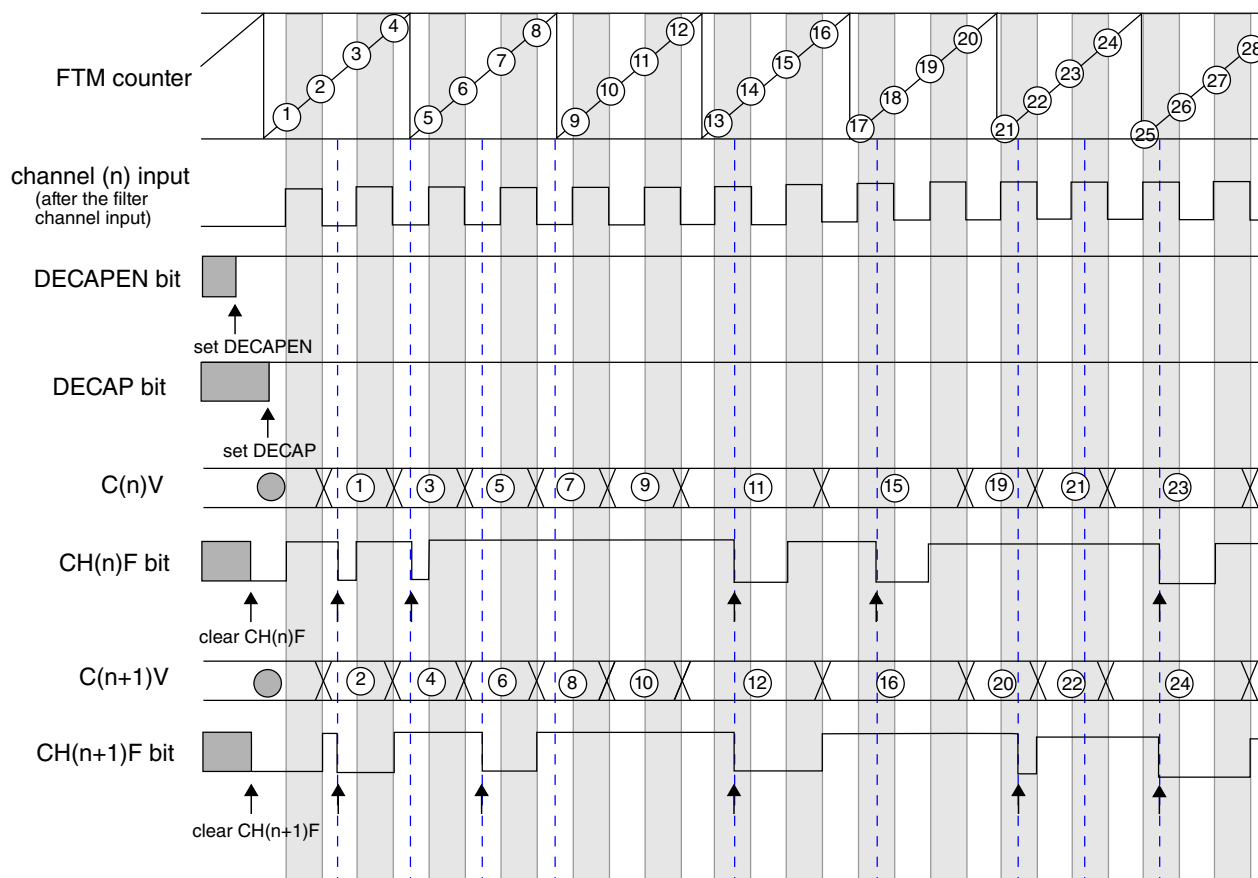 4 8 12 16 20 24 28
3 7 11 15 19 23 27
FTM counter
2 6 10 14 18 22 26
1 5 9 13 17 21 25
channel (n) input
(after the filter
channel input)
DECAPEN bit
set DECAPEN
DECAP bit
set DECAP
C(n)V 1 3 5 7 9 11 15 19 21 23
CH(n)F bit
clear CH(n)F
C(n+1)V 2 4 6 8 10 12 16 20 22 24
CH(n+1)F bit
clear CH(n+1)F